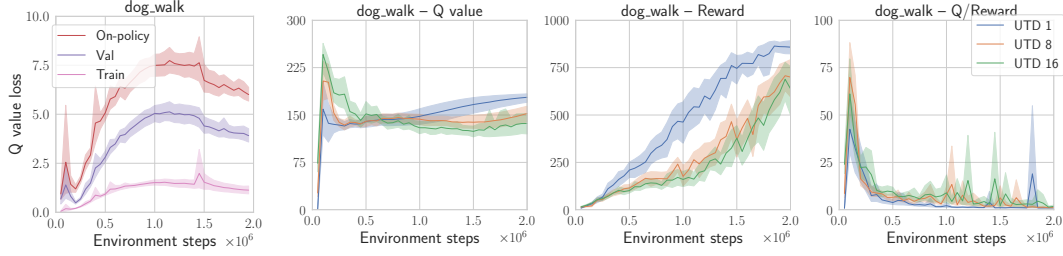 dog_walk
On-policy
Val
Train
Q value loss
10.0
7.5
5.0
2.5
0.0
0.0 0.5 1.0 1.5 2.0
Environment steps ×10⁶
dog_walk – Q value
300
225
150
75
0
0.0 0.5 1.0 1.5 2.0
Environment steps ×10⁶
dog_walk – Reward
1000
750
500
250
0
0.0 0.5 1.0 1.5 2.0
Environment steps ×10⁶
dog_walk – Q/Reward
UTD 1
UTD 8
UTD 16
100
75
50
25
0
0.0 0.5 1.0 1.5 2.0
Environment steps ×10⁶